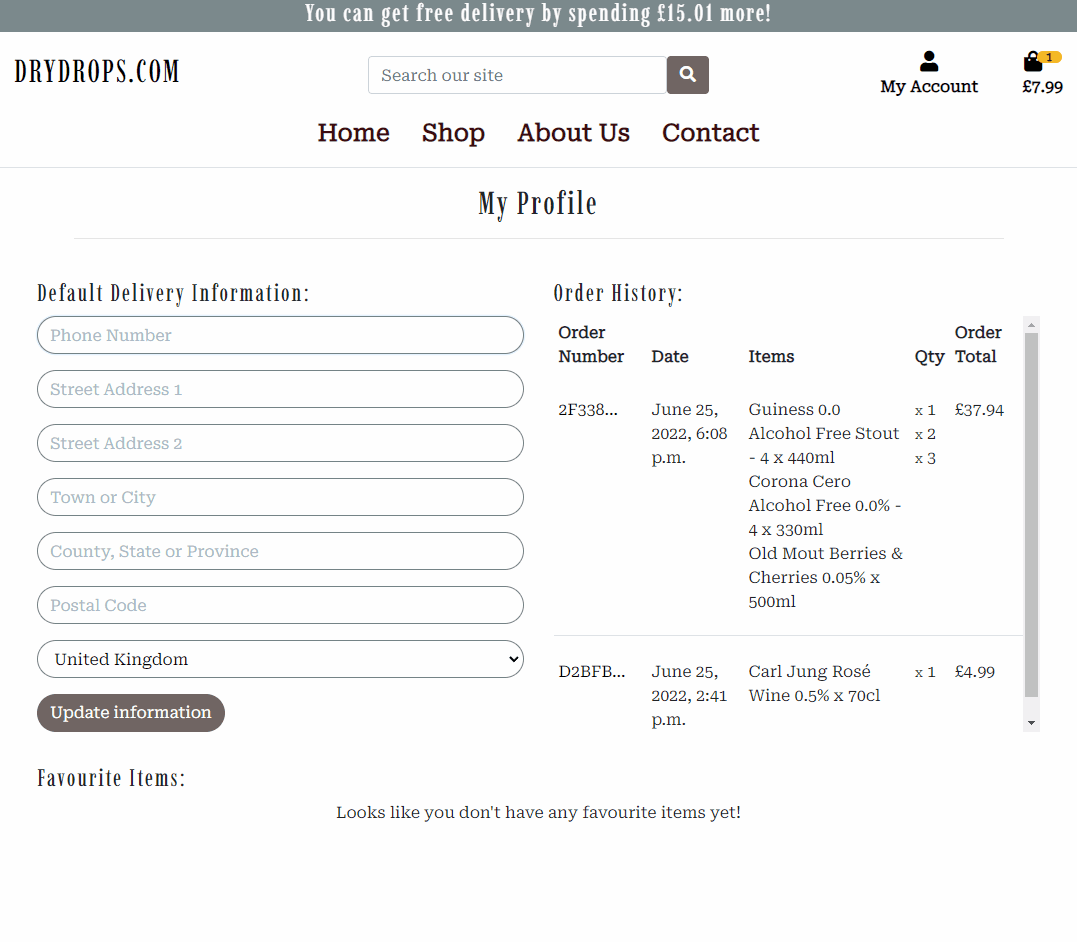 You can get free delivery by spending £15.01 more!
DRYDROPS.COM
Search our site
My Account
1
£7.99
Home Shop About Us Contact
My Profile
Default Delivery Information:
Phone Number
Street Address 1
Street Address 2
Town or City
County, State or Province
Postal Code
United Kingdom
Update information
Order History:
Order Number Date Items Qty Order Total
2F338...
June 25,
2022, 6:08
p.m.
Guiness 0.0
Alcohol Free Stout
- 4 x 440ml
Corona Cero
Alcohol Free 0.0% -
4 x 330ml
Old Mout Berries &
Cherries 0.05% x
500ml
x 1
x 2
x 3
£37.94
D2BFB...
June 25,
2022, 2:41
p.m.
Carl Jung Rosé
Wine 0.5% x 70cl
x 1
£4.99
Favourite Items:
Looks like you don't have any favourite items yet!